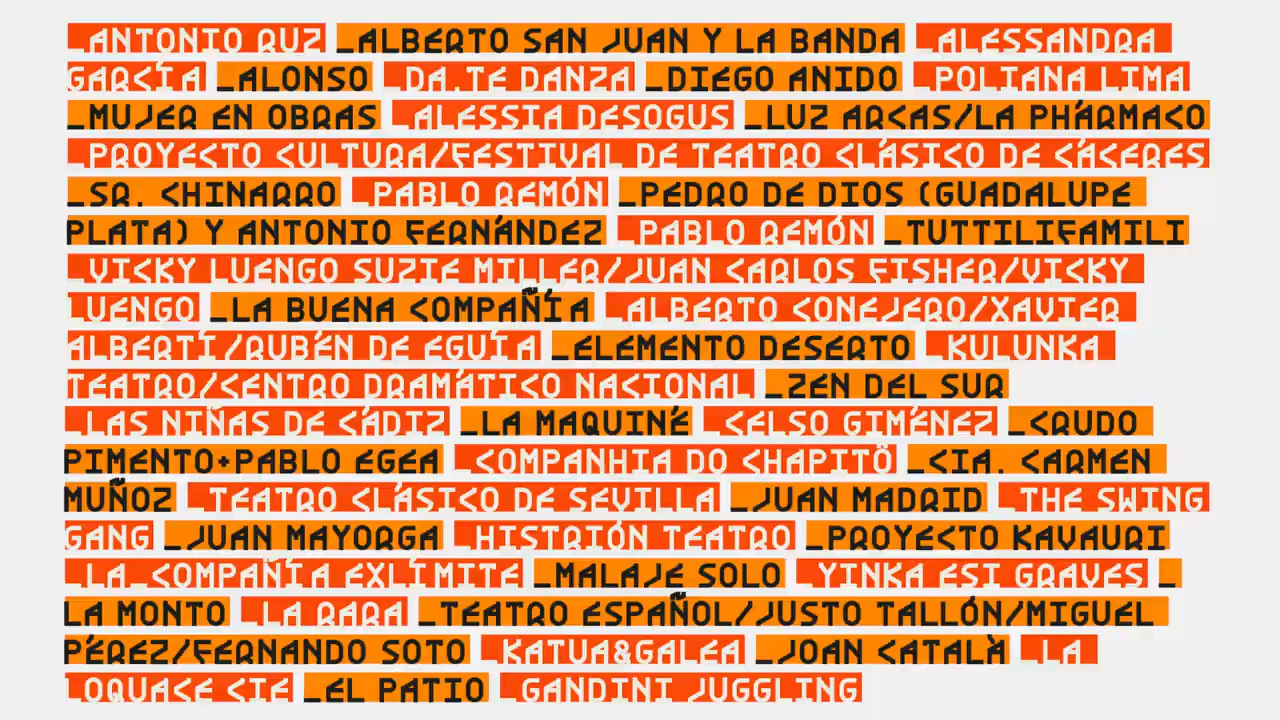 _ANTONIO RUZ _ALBERTO SAN JUAN Y LA BANDA _ALESSANDRA
GARCÍA _ALONSO _DA.TE DANZA _DIEGO ANIDO _POLIANA LIMA
_MUJER EN OBRAS _ALESSIA DESOGUS _LUZ ARCAS/LA PHÁRMACO
_PROYECTO CULTURA/FESTIVAL DE TEATRO CLÁSICO DE CÁCERES
_SR. CHINARRO _PABLO REMÓN _PEDRO DE DIOS (GUADALUPE
PLATA) Y ANTONIO FERNÁNDEZ _PABLO REMÓN _TUTTILIFAMILI
_VICKY LUENGO SUZIE MILLER/JUAN CARLOS FISHER/VICKY
LUENGO _LA BUENA COMPAÑÍA _ALBERTO CONEJERO/XAVIER
ALBERTÍ/RUBÉN DE EGUÍA _ELEMENTO DESERTO _KULUNKA
TEATRO/CENTRO DRAMÁTICO NACIONAL _ZEN DEL SUR
_LAS NIÑAS DE CÁDIZ _LA MAQUINÉ _CELSO GIMÉNEZ _CRUDO
PIMENTO+PABLO EGEA _COMPANHIA DO CHAPITÖ _CIA. CARMEN
MUÑOZ _TEATRO CLÁSICO DE SEVILLA _JUAN MADRID _THE SWING
GANG _JUAN MAYORGA _HISTRIÓN TEATRO _PROYECTO KAVAURI
_LA_COMPAÑÍA EXLÍMITE _MALAJE SOLO _YINKA ESI GRAVES _
LA MONTO _LA RARA _TEATRO ESPAÑOL/JUSTO TALLÓN/MIGUEL
PÉREZ/FERNANDO SOTO _KATUA&GALEA _JOAN CATALÀ _LA
LOQUACE CIE _EL PATIO _GANDINI JUGGLING